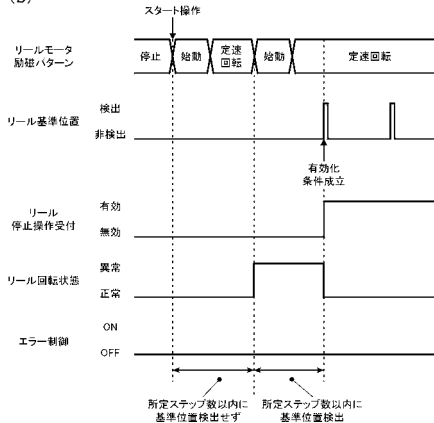 (b)
スタート操作
リールモータ
励磁パターン
停止
始動
定速
回転
始動
定速回転
リール基準位置
検出
非検出
有効化
条件成立
リール
停止操作受付
有効
無効
リール回転状態
異常
正常
エラー制御
ON
OFF
所定ステップ数以内に
基準位置検出せず
所定ステップ数以内に
基準位置検出